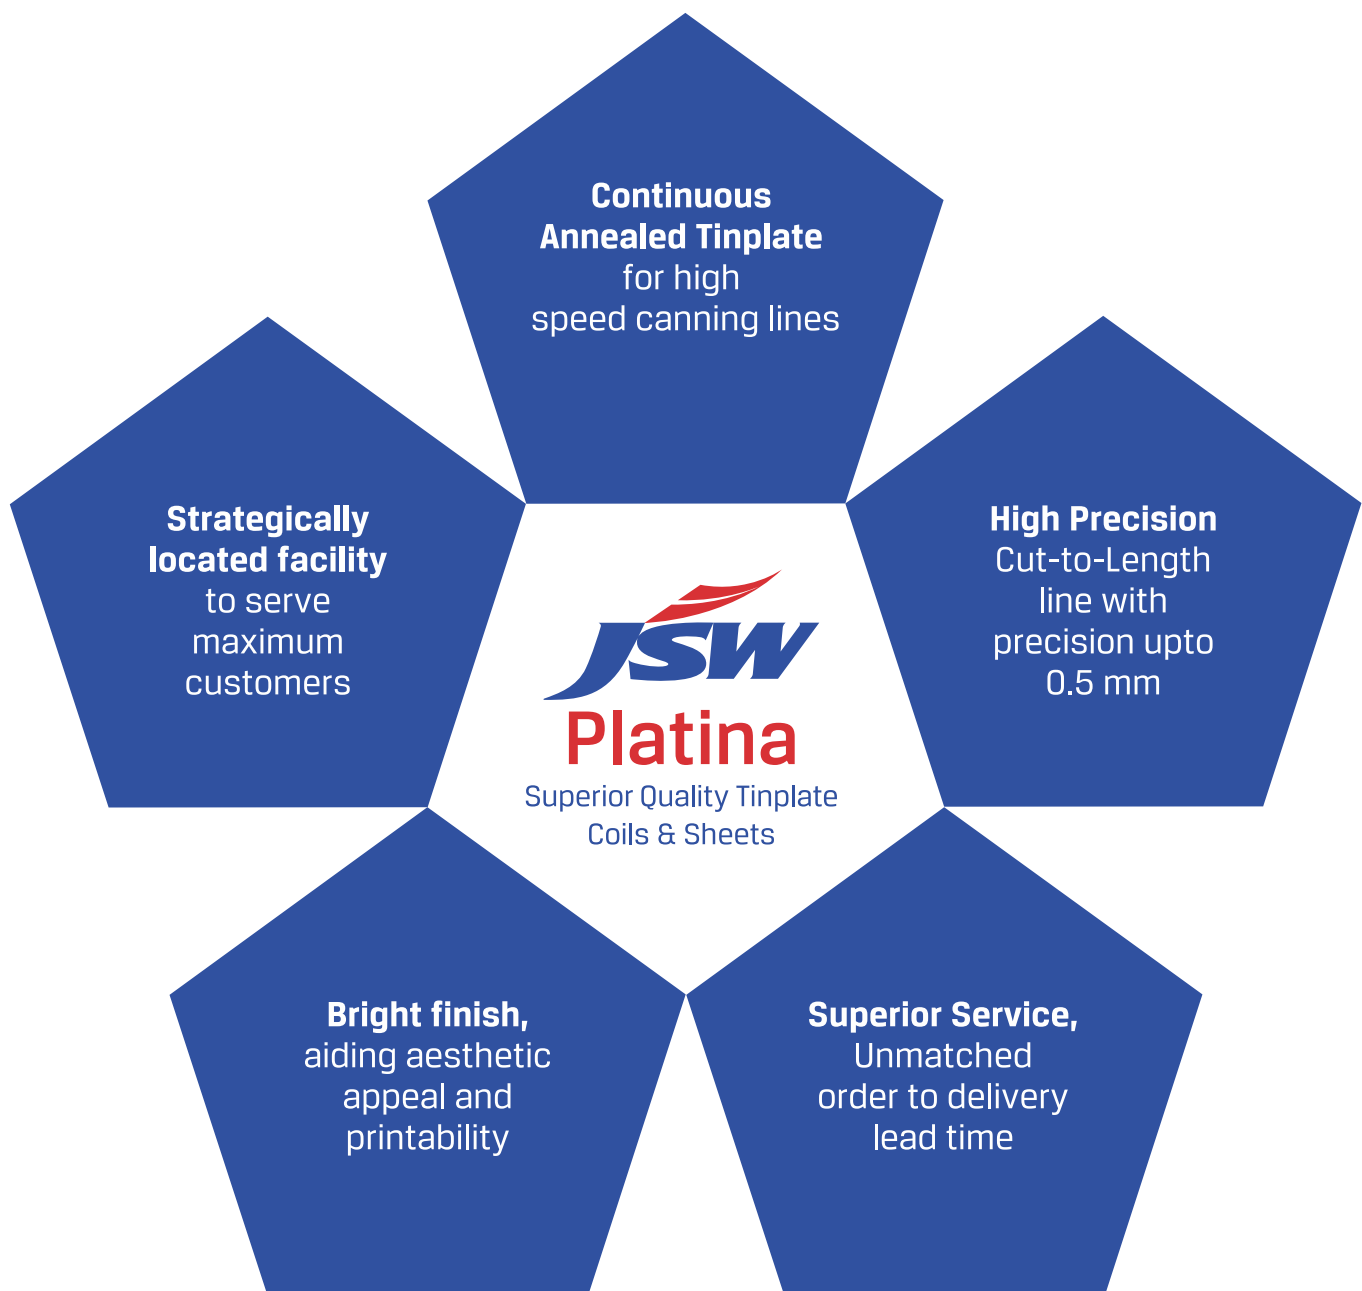 Continuous
Annealed Tinplate
for high
speed canning lines
Strategically
located facility
to serve
maximum
customers
High Precision
Cut-to-Length
line with
precision upto
0.5 mm
JSW
Platina
Superior Quality Tinplate
Coils & Sheets
Bright finish,
aiding aesthetic
appeal and
printability
Superior Service,
Unmatched
order to delivery
lead time